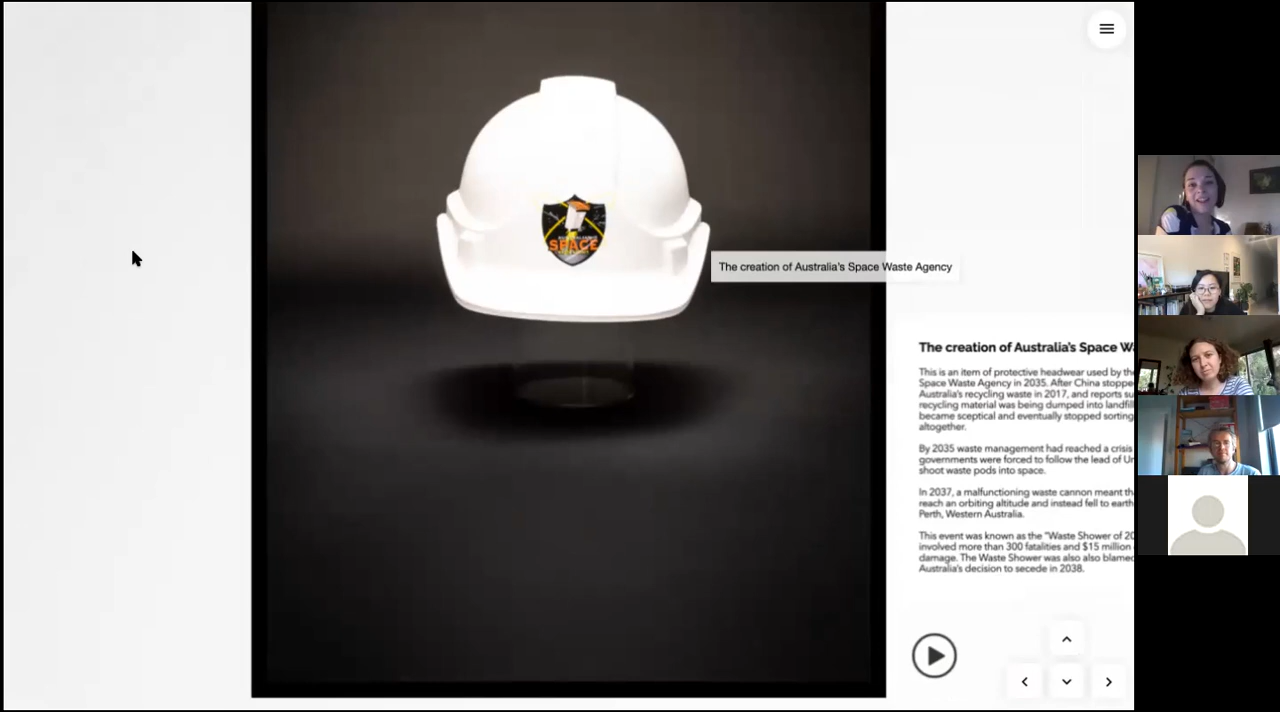 SPACE
The creation of Australia's Space Waste Agency
The creation of Australia's Space W
This is an item of protective headwear used by the
Space Waste Agency in 2035. After China stoppe
Australia's recycling waste in 2017, and reports su
recycling material was being dumped into landfill
became sceptical and eventually stopped sorting
altogether.
By 2035 waste management had reached a crisis
governments were forced to follow the lead of Un
shoot waste pods into space.
In 2037, a malfunctioning waste cannon meant th
reach an orbiting altitude and instead fell to earth
Perth, Western Australia.
This event was known as the "Waste Shower of 20
involved more than 300 fatalities and $15 million
damage. The Waste Shower was also also blamed
Australia's decision to secede in 2038.